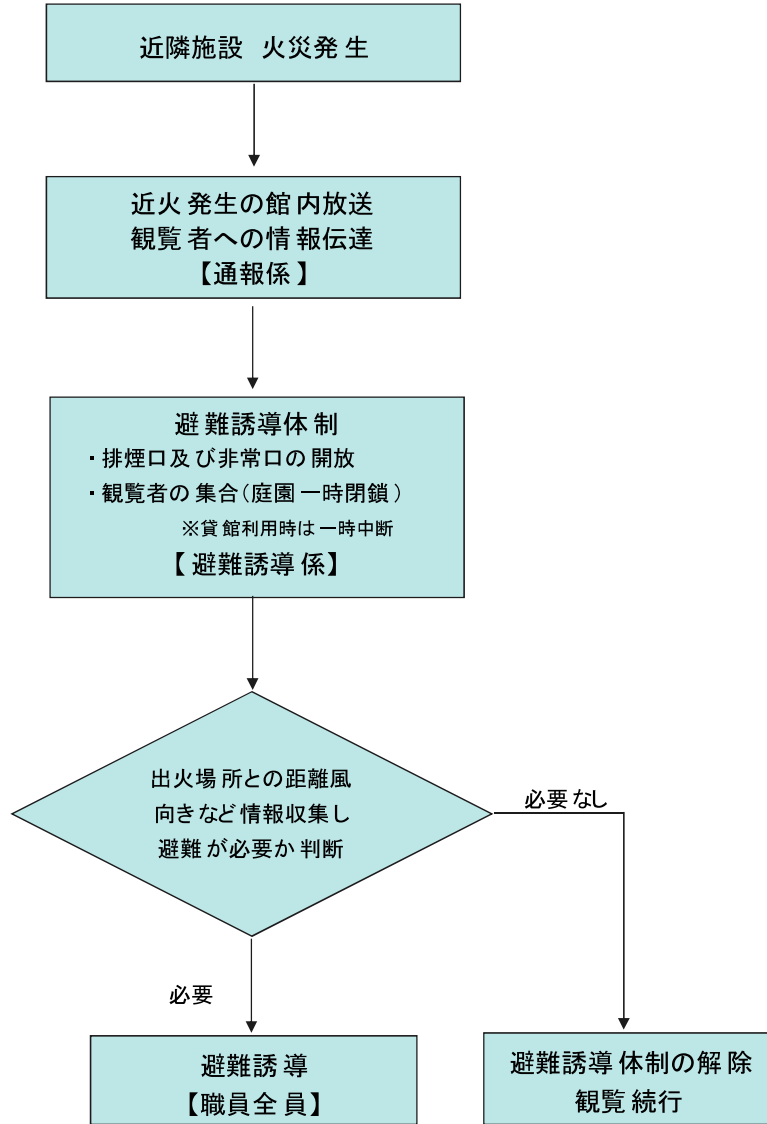 近隣施設 火災発生
近火発生の館内放送
観覧者への情報伝達
【通報係】
避難誘導体制
・排煙口及び非常口の開放
・観覧者の集合(庭園一時閉鎖)
※貸館利用時は一時中断
【避難誘導係】
出火場所との距離風
向きなど情報収集し
避難が必要か判断
必要なし
必要
避難誘導
【職員全員】
避難誘導体制の解除
観覧続行